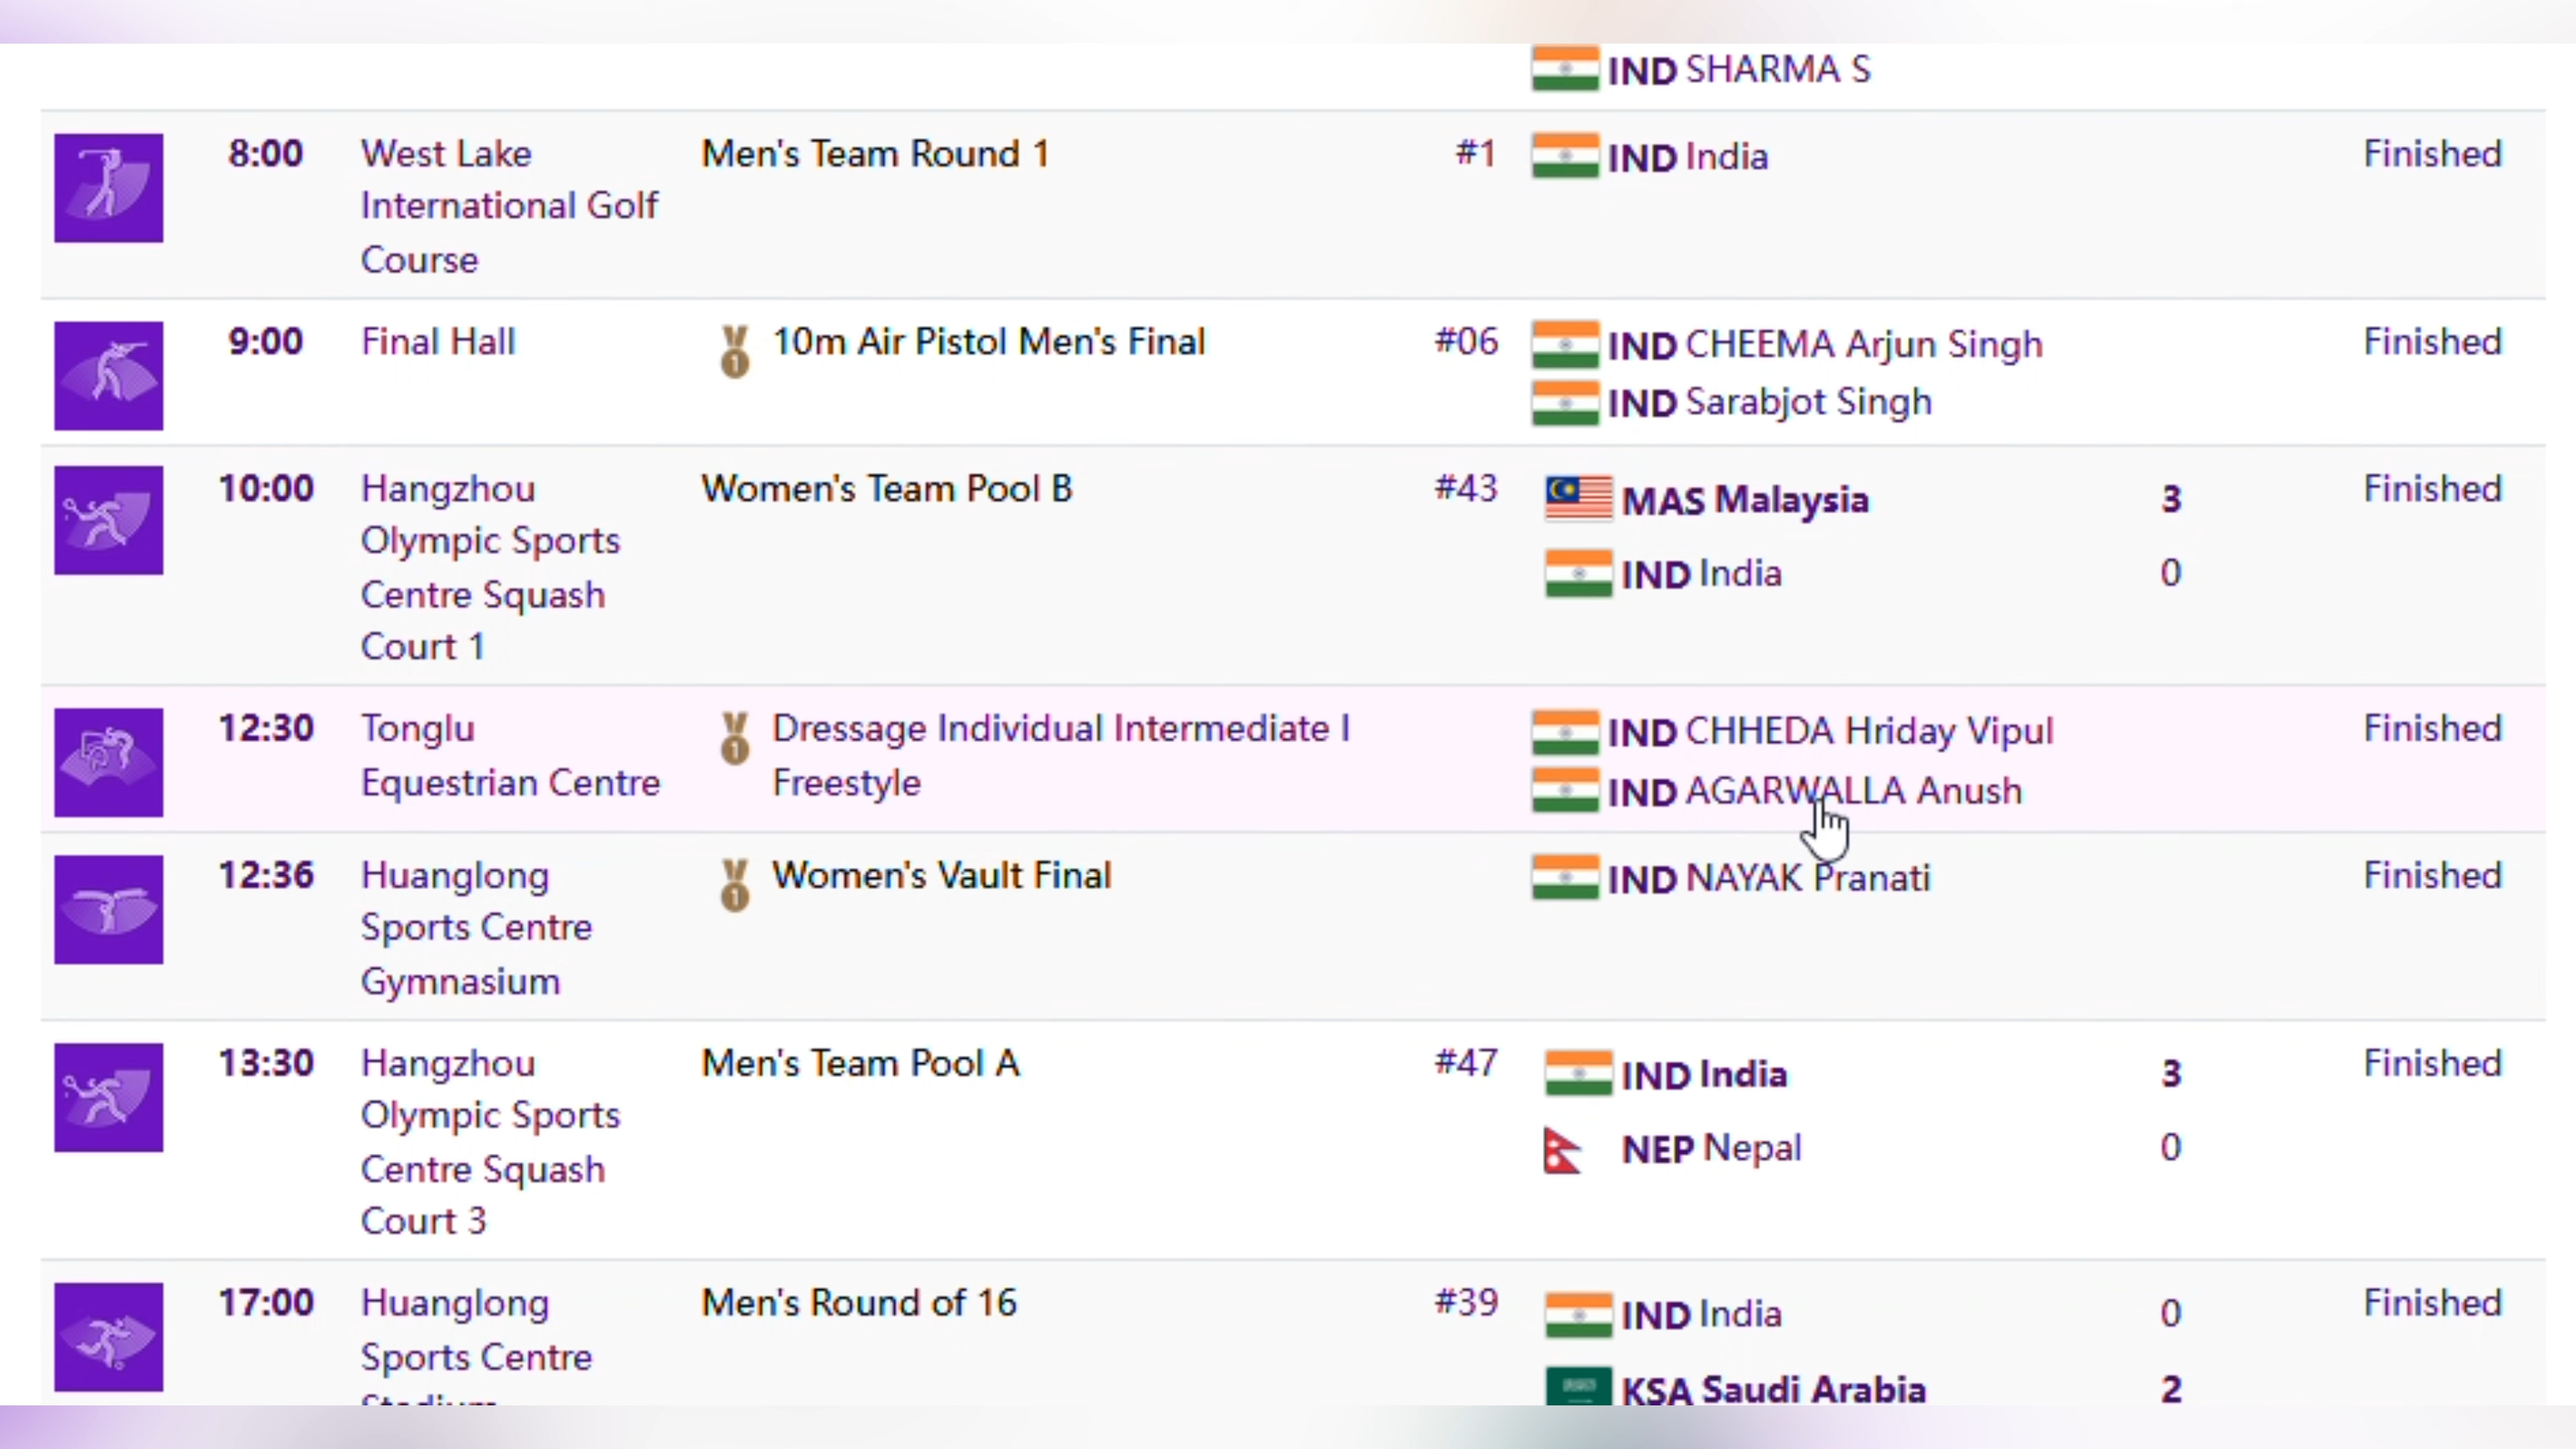 IND SHARMA S
8:00 West Lake Men's Team Round 1 #1 IND India Finished
International Golf
Course
9:00 Final Hall 10m Air Pistol Men's Final #06 IND CHEEMA Arjun Singh Finished
IND Sarabjot Singh
10:00 Hangzhou Women's Team Pool B #43 MAS Malaysia 3 Finished
Olympic Sports
IND India 0
Centre Squash
Court 1
12:30 Tonglu Dressage Individual Intermediate I IND CHHEDA Hriday Vipul Finished
Equestrian Centre Freestyle IND AGARWALLA Anush
12:36 Huanglong Women's Vault Final IND NAYAK Pranati Finished
Sports Centre
Gymnasium
13:30 Hangzhou Men's Team Pool A #47 IND India 3 Finished
Olympic Sports
NEP Nepal 0
Centre Squash
Court 3
17:00 Huanglong Men's Round of 16 #39 IND India 0 Finished
Sports Centre
Stadium KSA Saudi Arabia 2